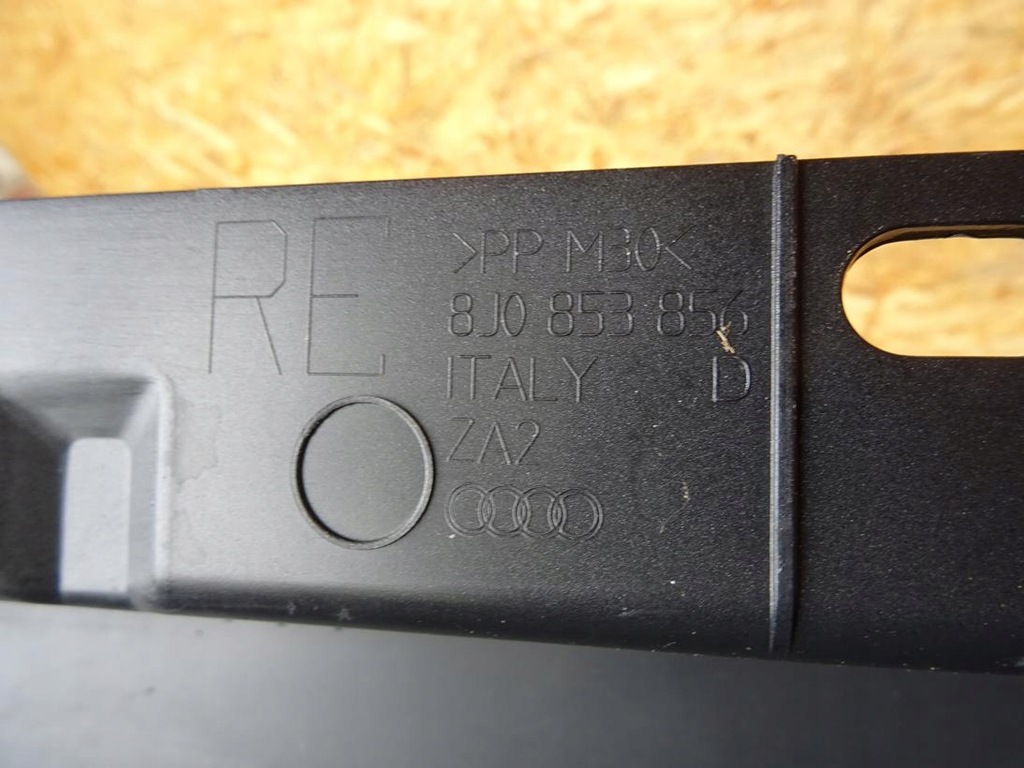 RE
>PP M30<
8J0 853 856
ITALY D
ZA2